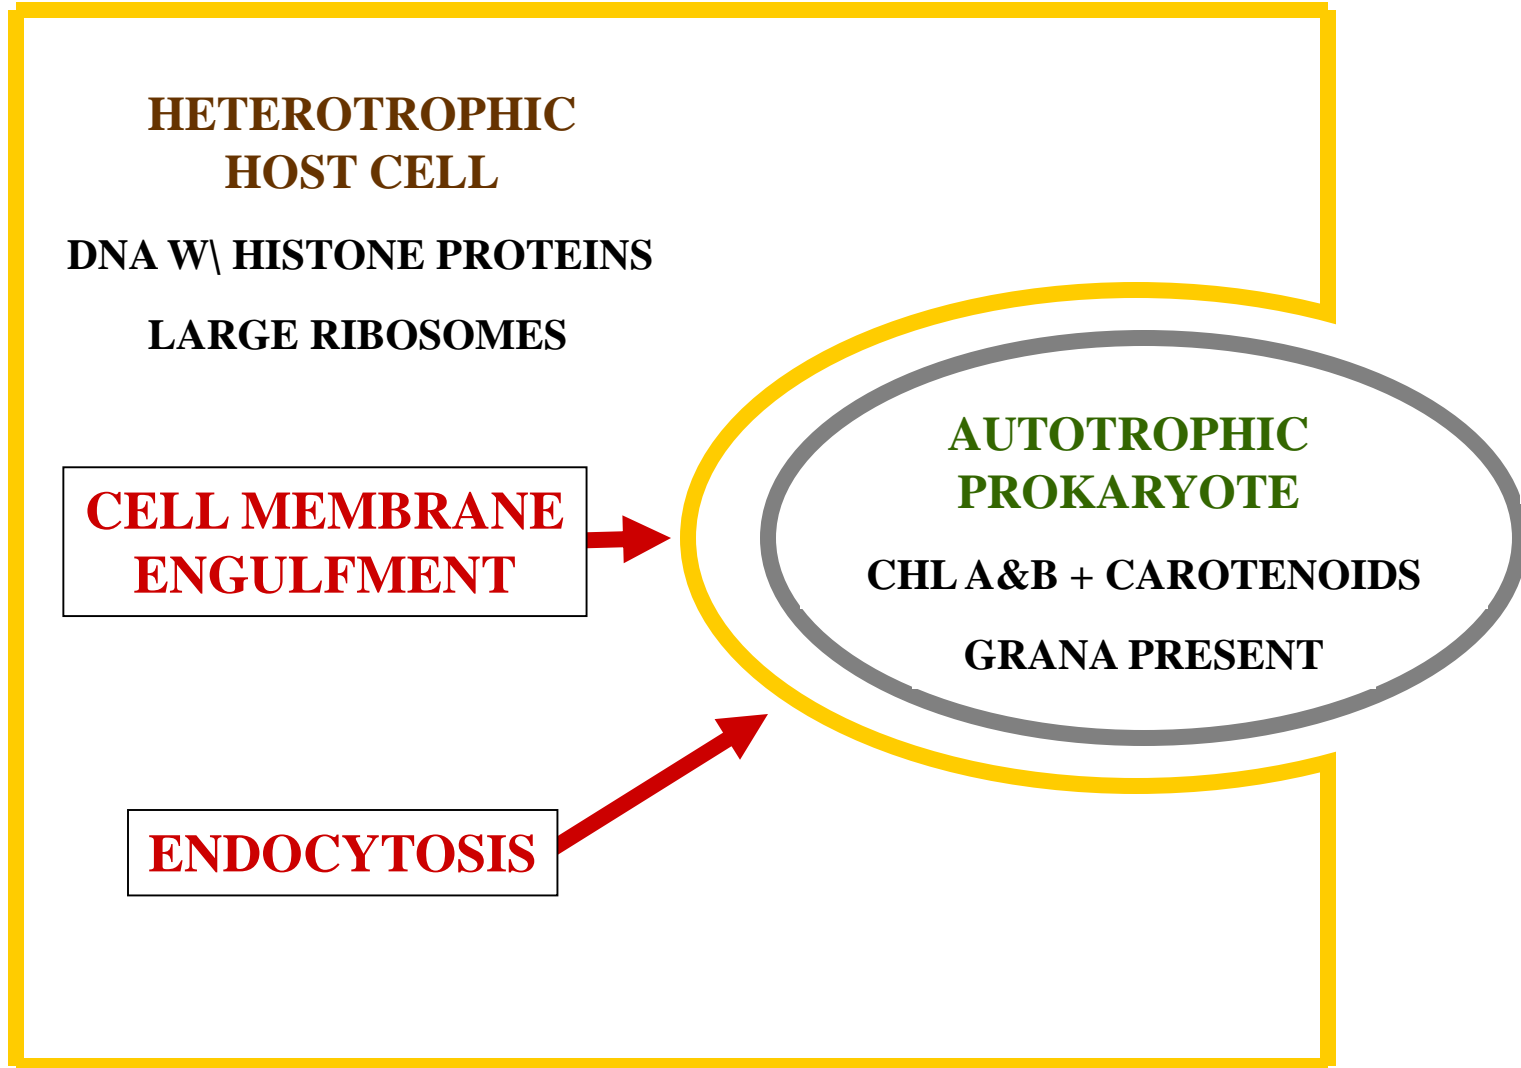 HETEROTROPHIC
HOST CELL
DNA W\ HISTONE PROTEINS
LARGE RIBOSOMES
CELL MEMBRANE
ENGULFMENT
ENDOCYTOSIS
AUTOTROPHIC
PROKARYOTE
CHL A&B + CAROTENOIDS
GRANA PRESENT